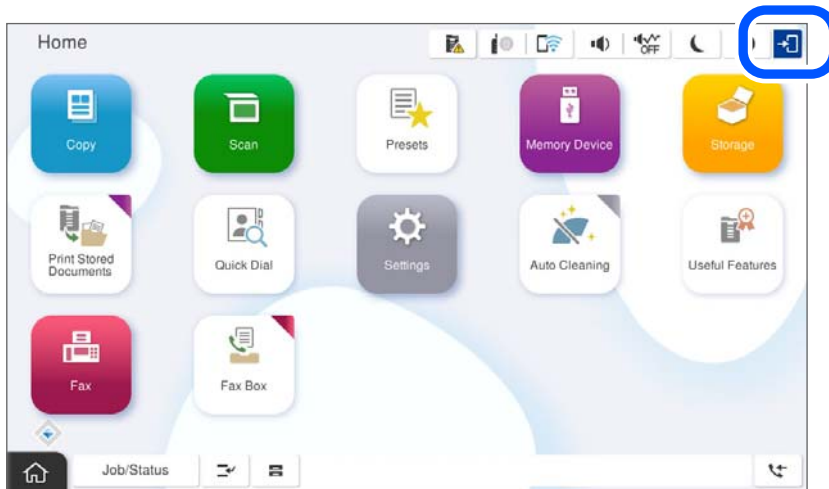 Home
OFF
Copy
Scan
Presets
Memory Device
Storage
Print Stored
Documents
Quick Dial
Settings
Auto Cleaning
Useful Features
Fax
Fax Box
Job/Status